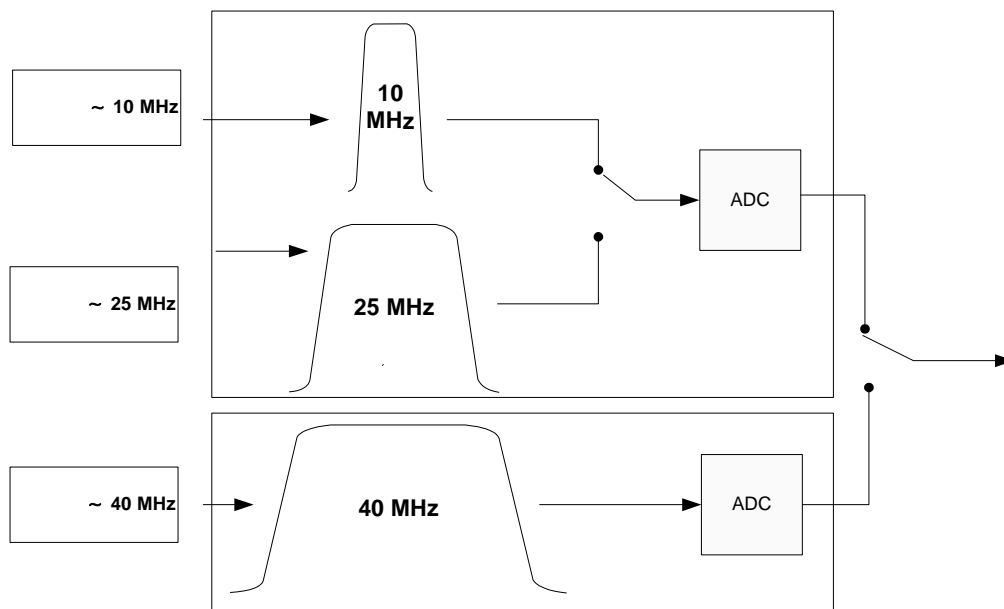 ~ 10 MHz
10
MHz
ADC
~ 25 MHz
25 MHz
~ 40 MHz
40 MHz
ADC